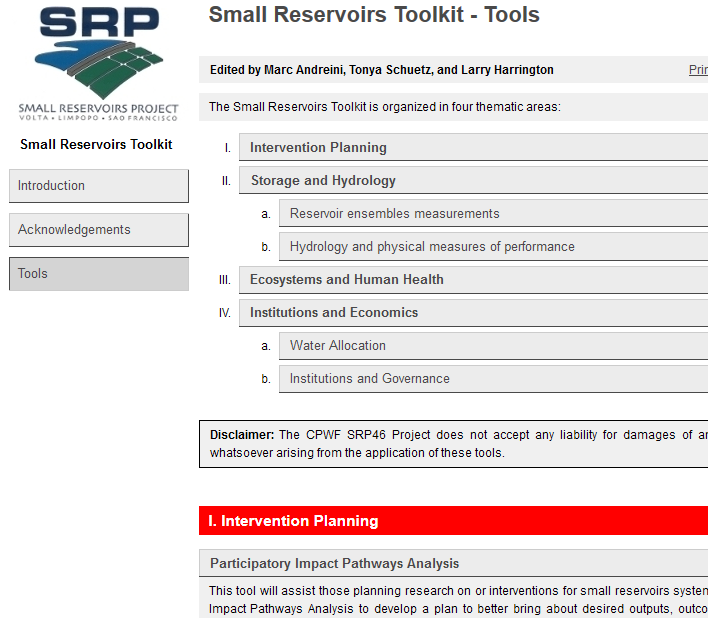 SRP
SMALL RESERVOIRS PROJECT
VOLTA • LIMPOPO • SAO FRANCISCO
Small Reservoirs Toolkit
Introduction
Acknowledgements
Tools
Small Reservoirs Toolkit - Tools
Edited by Marc Andreini, Tonya Schuetz, and Larry Harrington
The Small Reservoirs Toolkit is organized in four thematic areas:
I. Intervention Planning
II. Storage and Hydrology
a. Reservoir ensembles measurements
b. Hydrology and physical measures of performance
III. Ecosystems and Human Health
IV. Institutions and Economics
a. Water Allocation
b. Institutions and Governance
Disclaimer: The CPWF SRP46 Project does not accept any liability for damages of
whatsoever arising from the application of these tools.
I. Intervention Planning
Participatory Impact Pathways Analysis
This tool will assist those planning research on or interventions for small reservoirs
Impact Pathways Analysis to develop a plan to better bring about desired outputs,